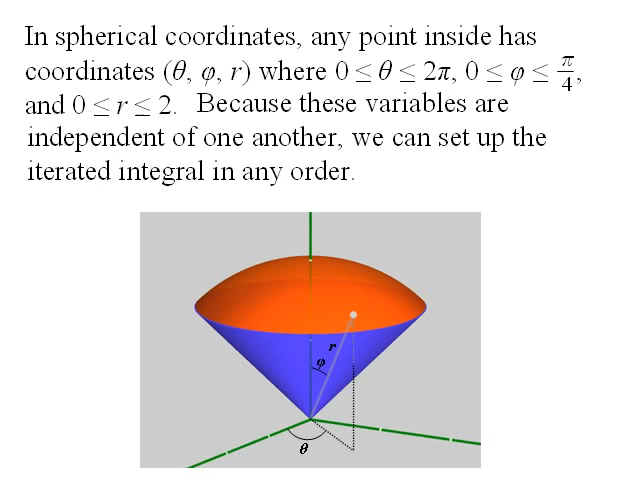 In spherical coordinates, any point inside has
coordinates (θ, φ, r) where 0 ≤ θ ≤ 2π, 0 ≤ φ ≤ π/4,
and 0 ≤ r ≤ 2. Because these variables are
independent of one another, we can set up the
iterated integral in any order.
r
φ
θ